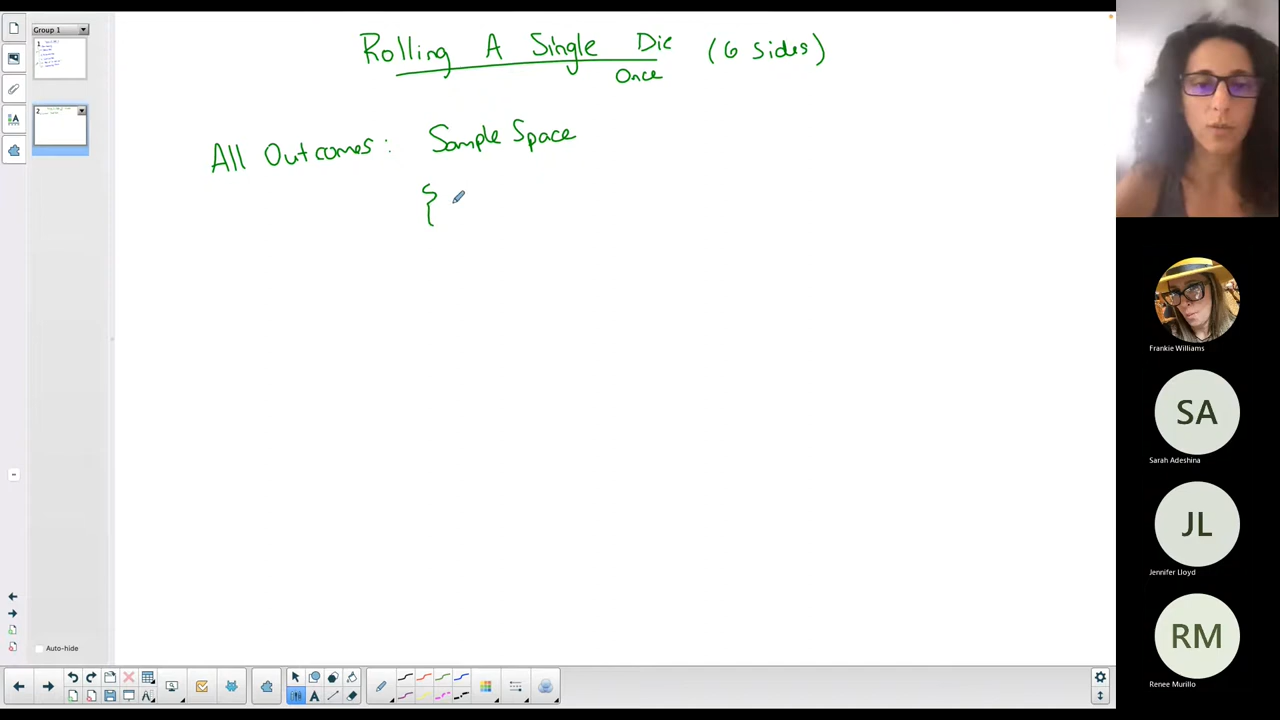 Group 1
Rolling A Single Die (6 sides)
Once
All Outcomes: Sample Space
{
Frankie Williams
SA
Sarah Adeshina
JL
Jennifer Lloyd
RM
Renee Murillo
Auto-hide